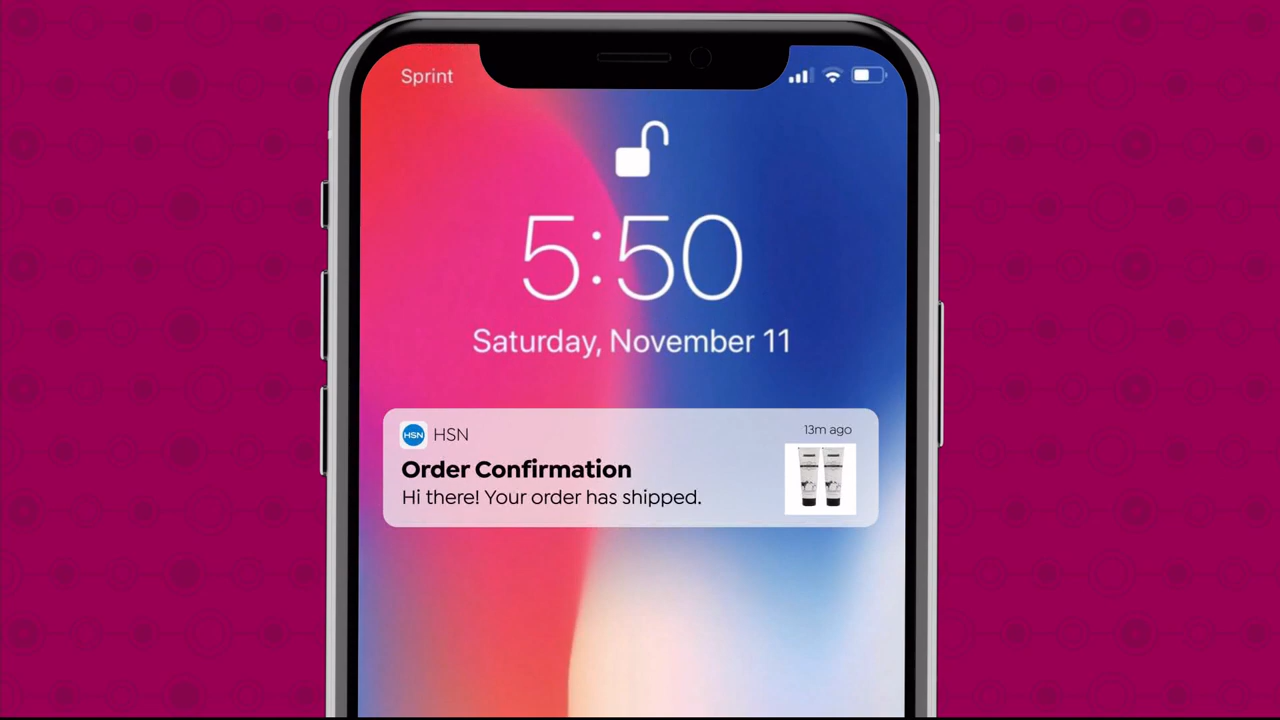 Sprint
5:50
Saturday, November 11
HSN HSN
13m ago
Order Confirmation
Hi there! Your order has shipped.